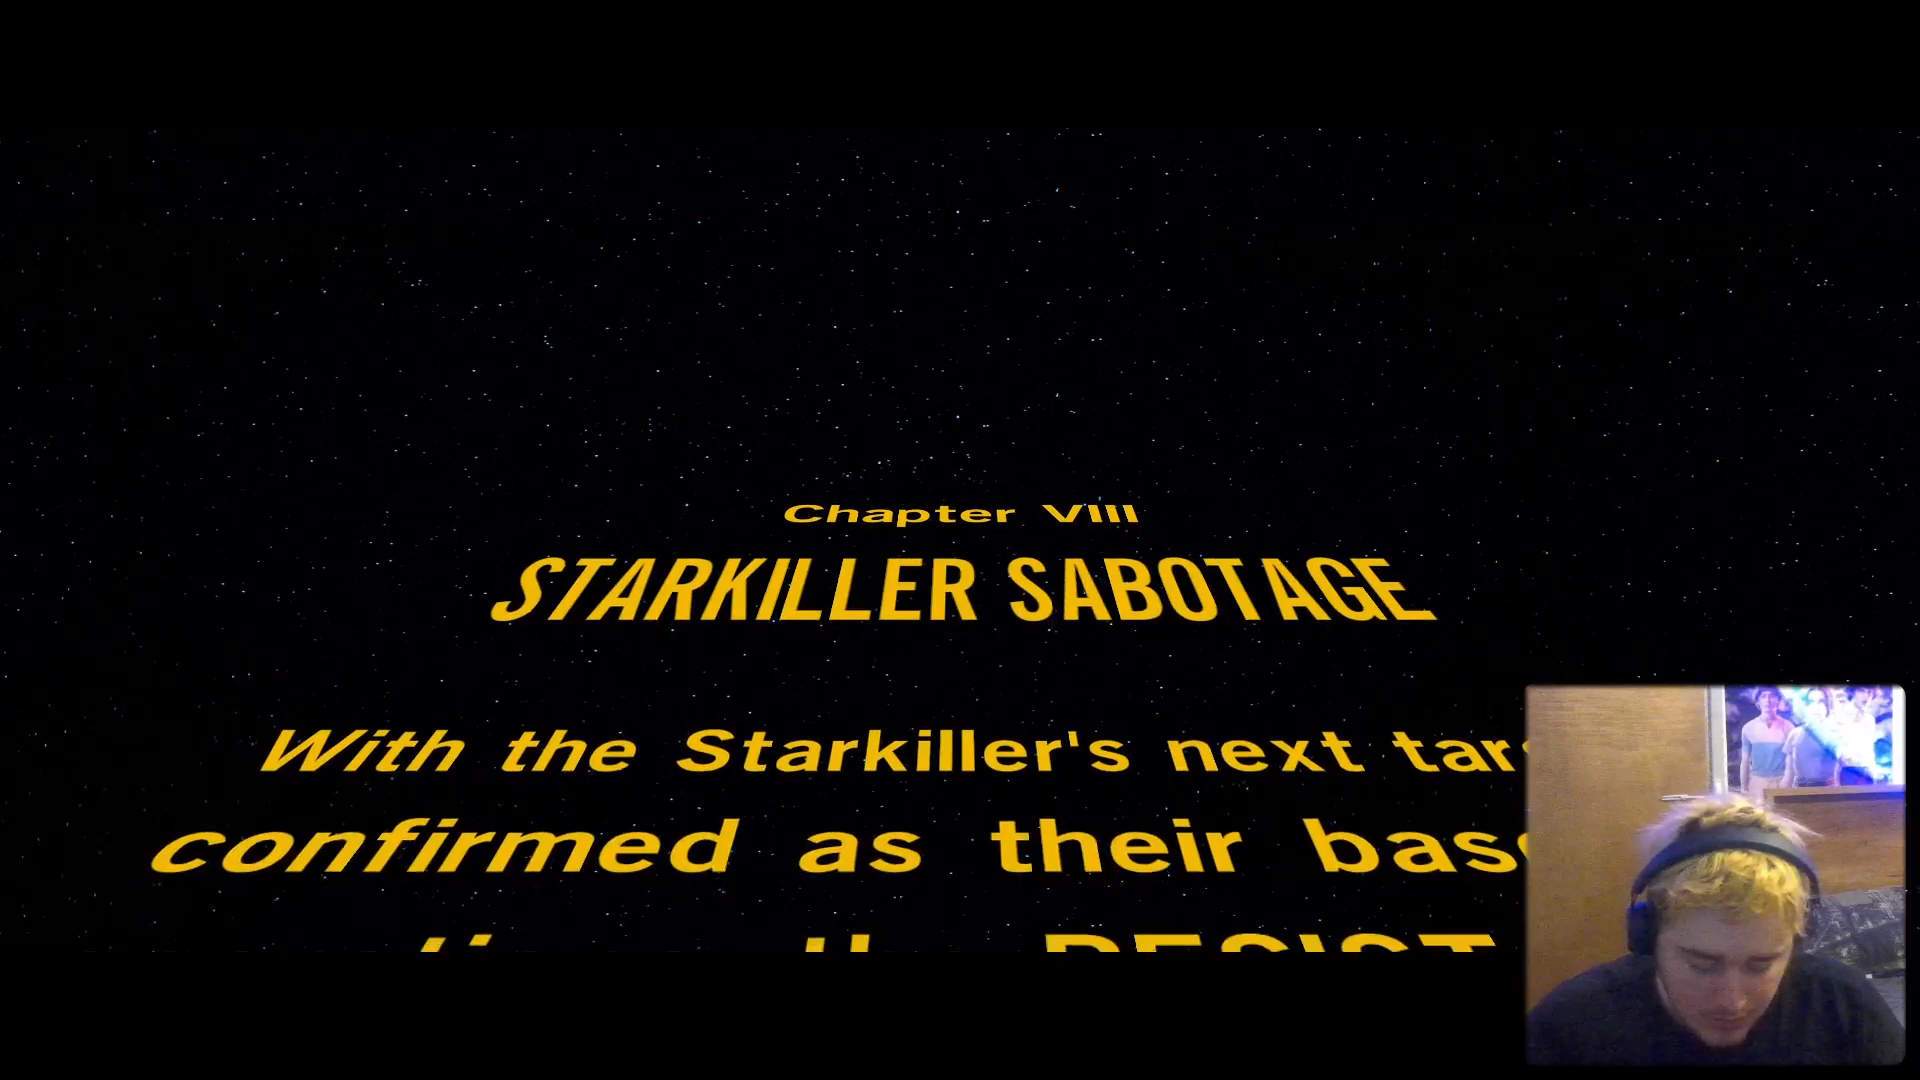 Chapter VIII
STARKILLER SABOTAGE
With the Starkiller's next
confirmed as their